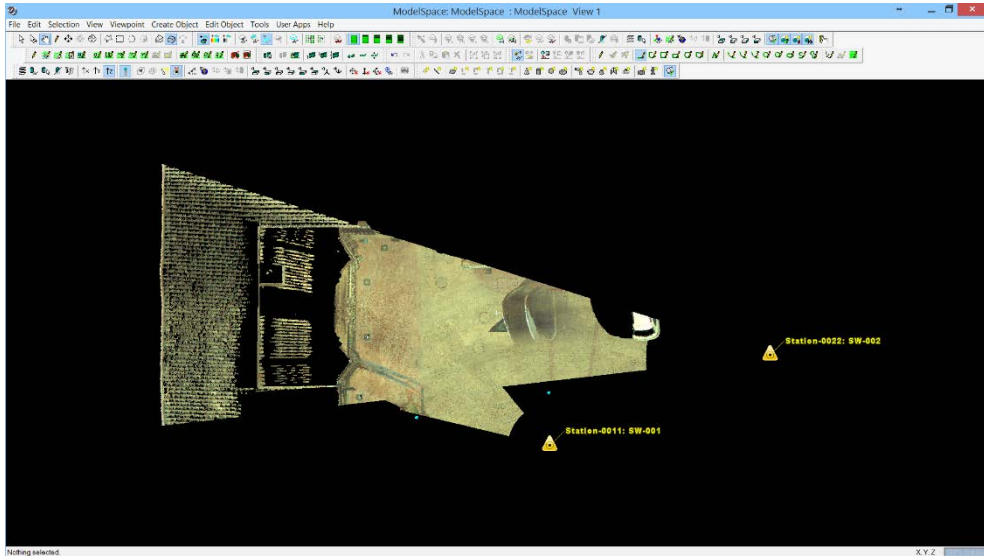 ModelSpace: ModelSpace : ModelSpace View 1
File Edit Selection View Viewpoint Create Object Edit Object Tools User Apps Help
Station-0022: SW-002
Station-0011: SW-001
Nothing selected.
X, Y, Z